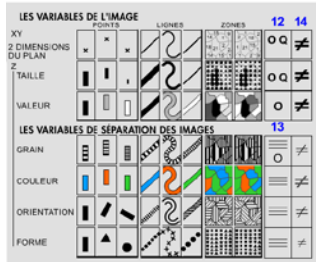 LES VARIABLES DE L'IMAGE
POINTS LIGNES ZONES 12 14
XY
2 DIMENSIONS
DU PLAN
O Q ≠
Z
TAILLE O Q ≠
VALEUR O ≠
LES VARIABLES DE SÉPARATION DES IMAGES 13
GRAIN ≡ O ≠
COULEUR ≡ ≠
ORIENTATION ≡ ≠
FORME ≡ ≠